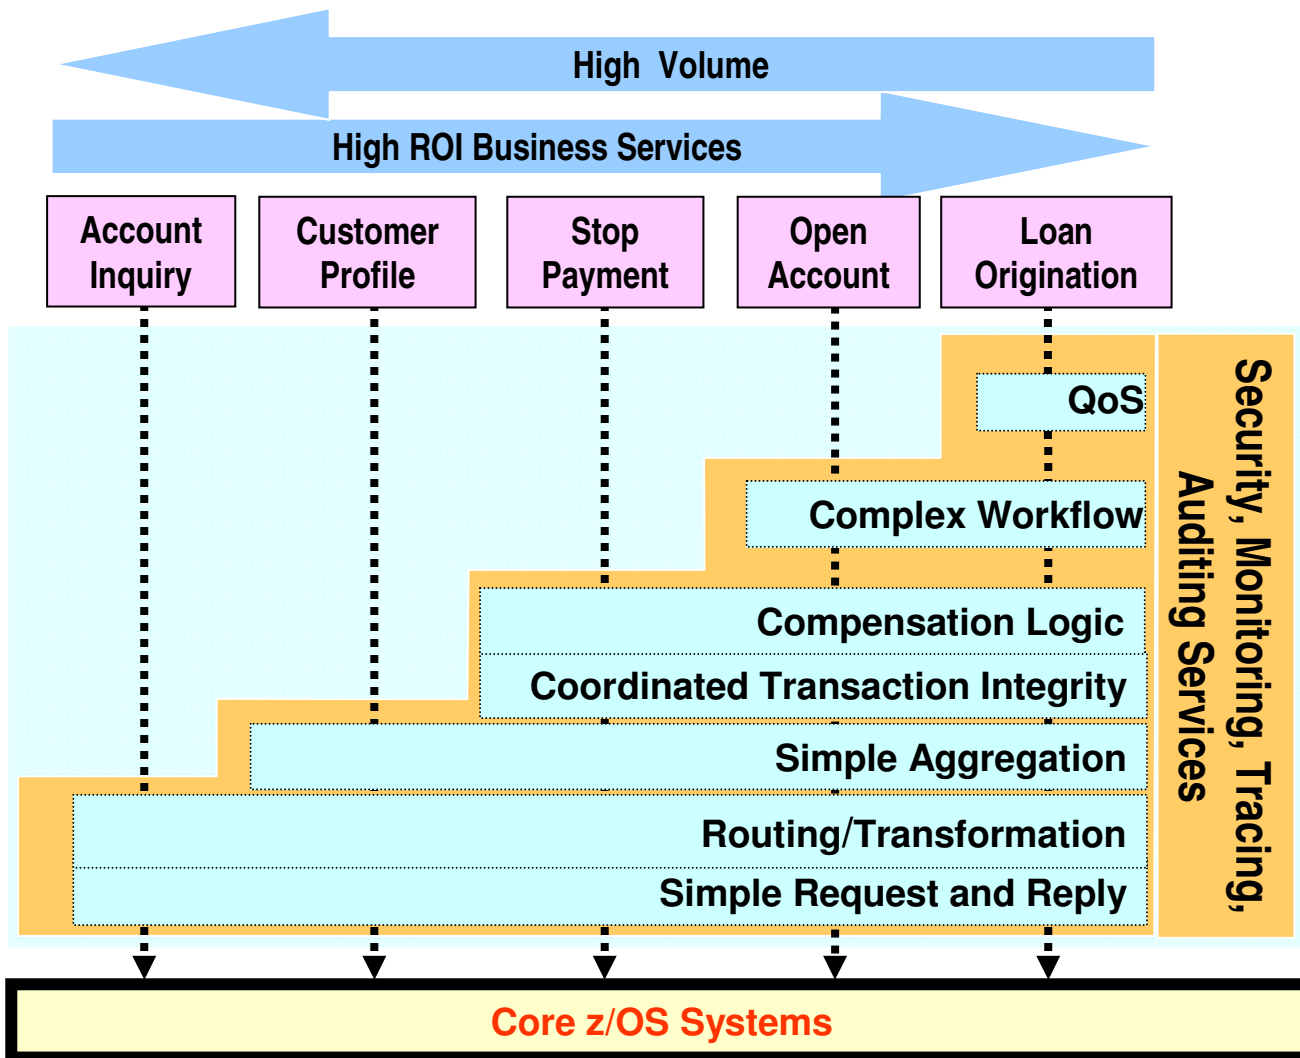 High Volume
High ROI Business Services
Account
Inquiry
Customer
Profile
Stop
Payment
Open
Account
Loan
Origination
QoS
Complex Workflow
Compensation Logic
Coordinated Transaction Integrity
Simple Aggregation
Routing/Transformation
Simple Request and Reply
Security, Monitoring, Tracing,
Auditing Services
Core z/OS Systems